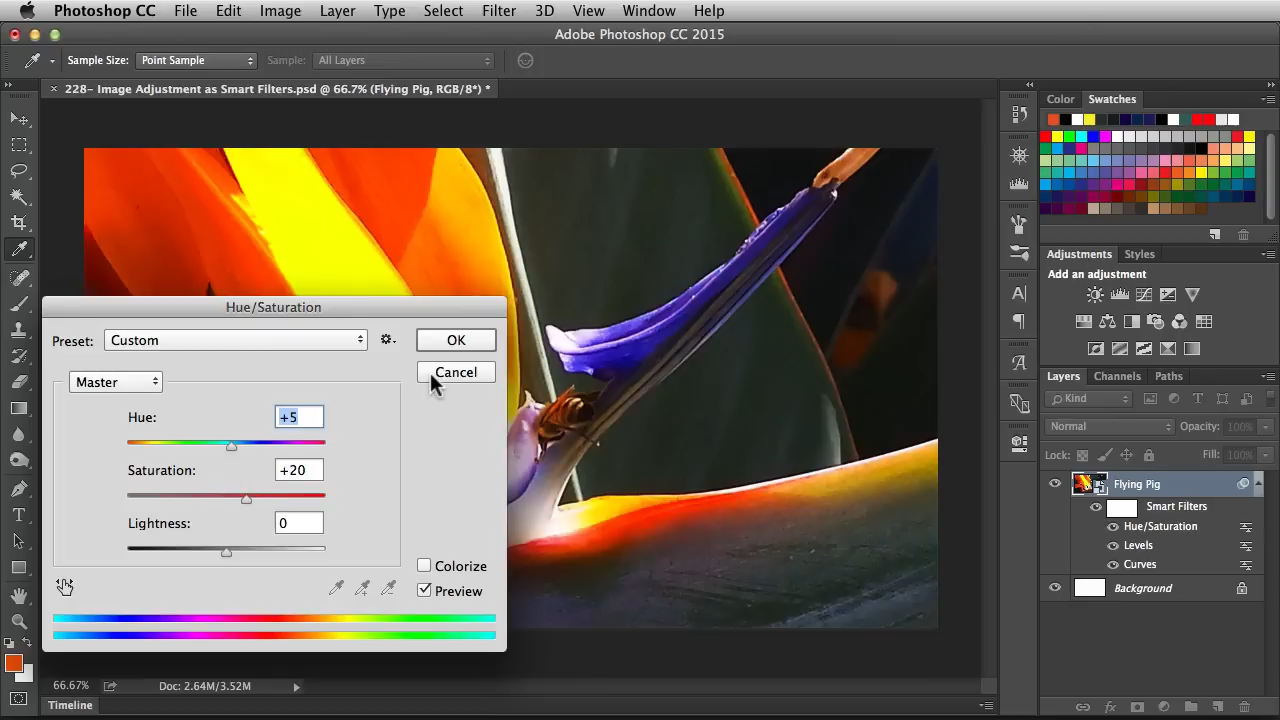 Photoshop CC File Edit Image Layer Type Select Filter 3D View Window Help
Adobe Photoshop CC 2015
Sample Size: Point Sample Sample: All Layers
228- Image Adjustment as Smart Filters.psd @ 66.7% (Flying Pig, RGB/8*) *
Color Swatches
Adjustments Styles
Add an adjustment
Hue/Saturation
Preset: Custom OK
Cancel
Master
Hue: +5
Saturation: +20
Lightness: 0
Colorize
Preview
Layers Channels Paths
Kind
Normal Opacity: 100%
Lock: Fill: 100%
Flying Pig
Smart Filters
Hue/Saturation
Levels
Curves
Background
66.67% Doc: 2.64M/3.52M
Timeline